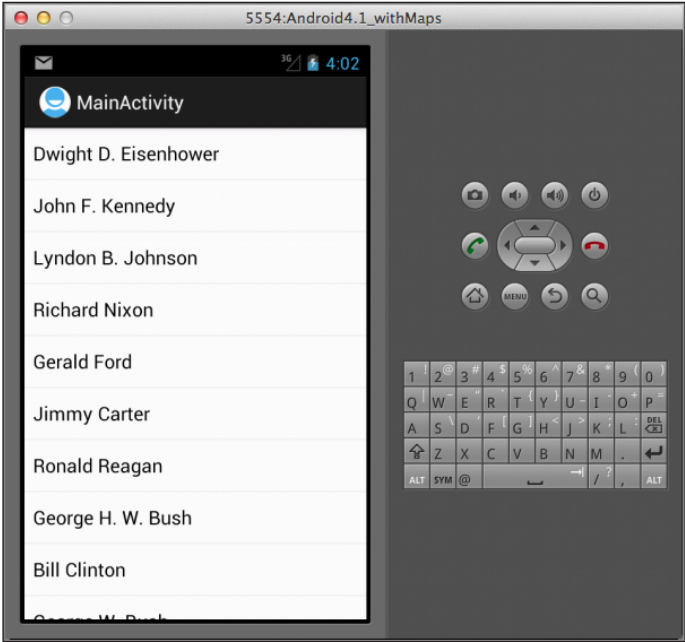 5554:Android4.1_withMaps
3G 4:02
MainActivity
Dwight D. Eisenhower
John F. Kennedy
Lyndon B. Johnson
Richard Nixon
Gerald Ford
Jimmy Carter
Ronald Reagan
George H. W. Bush
Bill Clinton
George W. Bush
MENU
1 ! 2 @ 3 # 4 $ 5 % 6 ^ 7 & 8 * 9 ( 0 )
Q | W ~ E " R ` T { Y } U _ I - O + P =
A S \ D ' F [ G ] H < J > K ; L : DEL
Z X C V B N M .
ALT SYM @ / ? , ALT